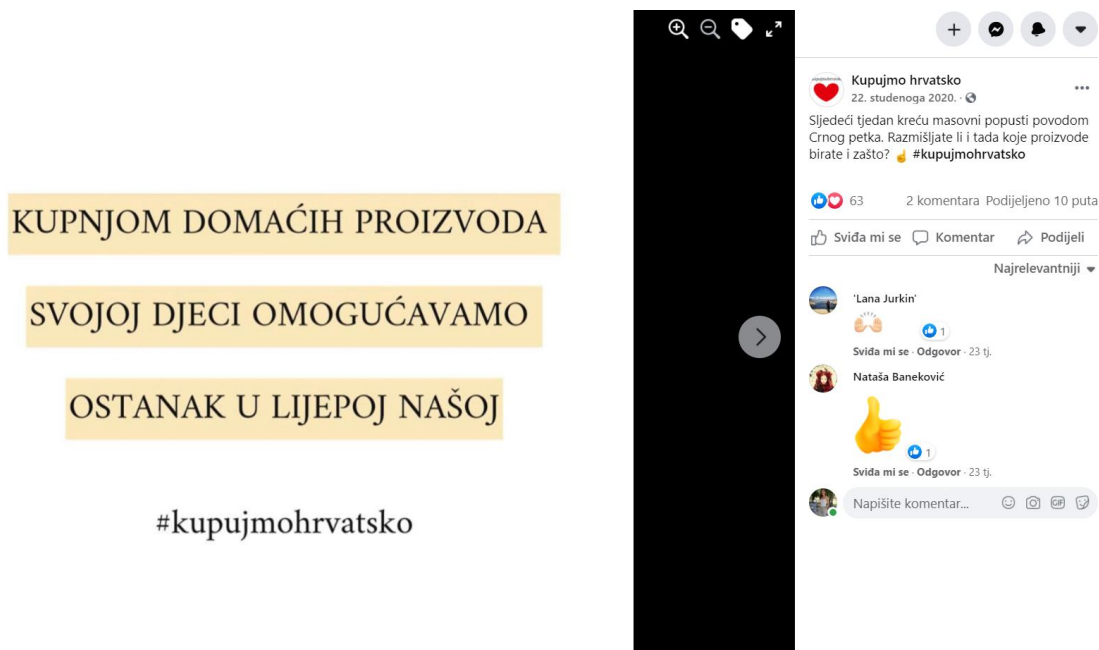 KUPNJOM DOMAĆIH PROIZVODA
SVOJOJ DJECI OMOGUĆAVAMO
OSTANAK U LIJEPOJ NAŠOJ
#kupujmohrvatsko
Kupujmo hrvatsko
22. studenoga 2020. ·
Sljedeći tjedan kreću masovni popusti povodom
Crnog petka. Razmišljate li i tada koje proizvode
birate i zašto? #kupujmohrvatsko
63 2 komentara Podijeljeno 10 puta
Sviđa mi se Komentar Podijeli
Najrelevantniji
'Lana Jurkin'
1
Sviđa mi se · Odgovor · 23 tj.
Nataša Baneković
1
Sviđa mi se · Odgovor · 23 tj.
Napišite komentar... GIF